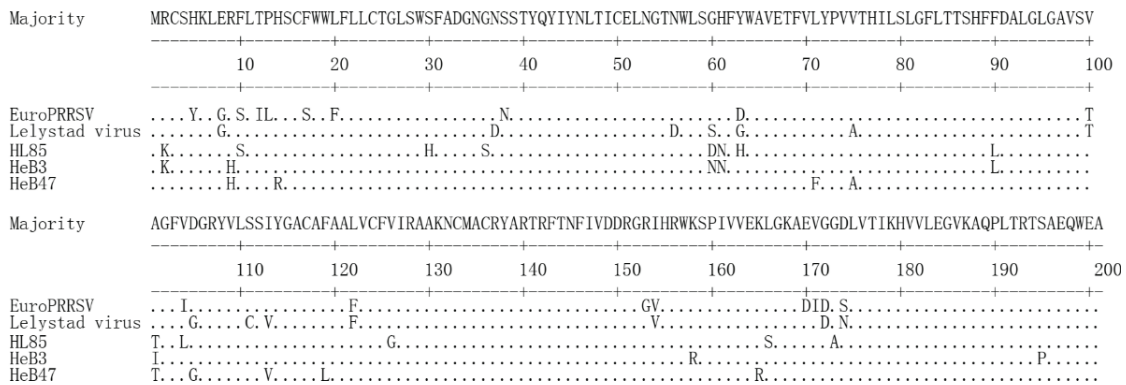 Majority MRCSHKLERFLTPHSCFWWLFLLCTGLSWSFADGNGNSSTYQYIYNLTICELNGTNWLSGHFYWAVETFVLYPVVTHILSLGFLTTSHFFDALGLGAVSV
---------+---------+---------+---------+---------+---------+---------+---------+---------+---------+
10 20 30 40 50 60 70 80 90 100
---------+---------+---------+---------+---------+---------+---------+---------+---------+---------+
EuroPRRSV ....Y..G.S.IL...S..F.................N........................D....................................T
Lelystad virus .......G............................D..................D...S..G...........A........................T
HL85 .K.......S...................H.....S.......................DN.H..........................L..........
HeB3 .K......H..................................................NN............................L..........
HeB47 ........H....R........................................................F...A.........................
Majority AGFVDGRYVLSSIYGACAFAALVCFVIRAAKNCMACRYARTRFTNFIVDDRGRIHRWKSPIVVEKLGKAEVGGDLVTIKHVVLEGVKAQPLTRTSAEQWEA
---------+---------+---------+---------+---------+---------+---------+---------+---------+---------+-
110 120 130 140 150 160 170 180 190 200
---------+---------+---------+---------+---------+---------+---------+---------+---------+---------+-
EuroPRRSV ...I.................F..............................GV...............DID.S...........................
Lelystad virus ....G.....C.V........F...............................V.................D.N...........................
HL85 T..L.....................G.......................................S......A............................
HeB3 I........................................................R....................................P......
HeB47 T...G.......V.....L.............................................R....................................